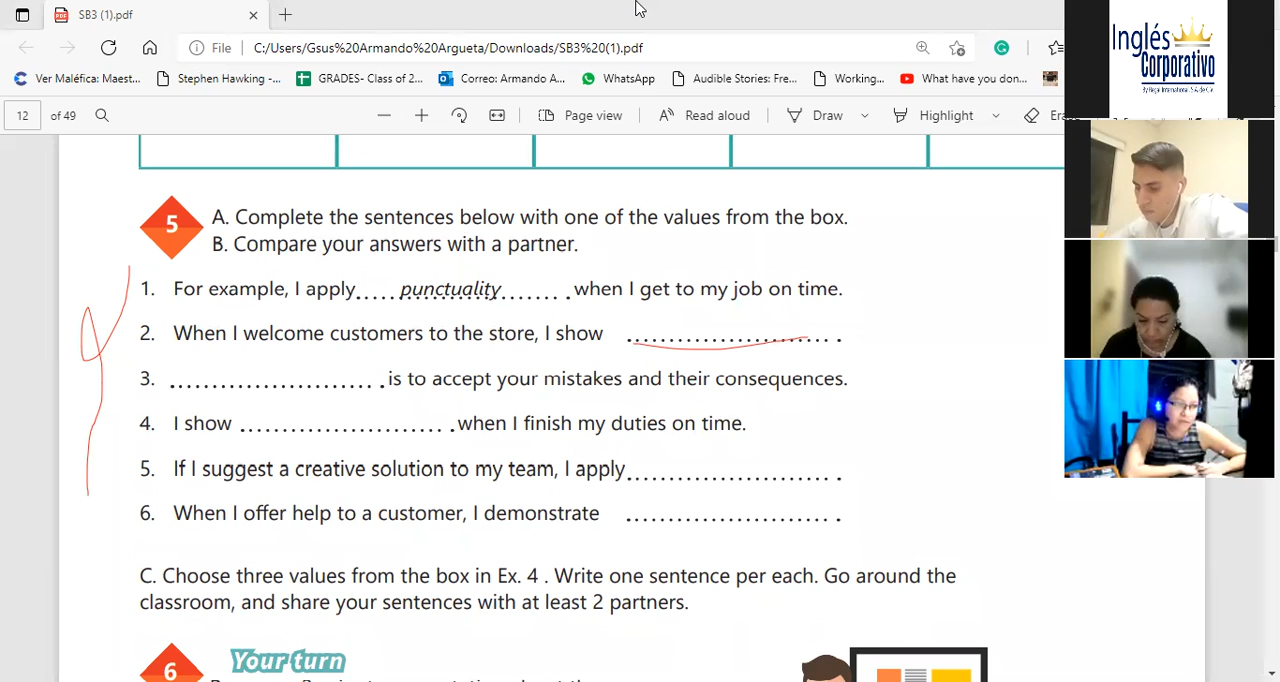 SB3 (1).pdf
File C:/Users/Gsus%20Armando%20Argueta/Downloads/SB3%20(1).pdf
Ver Maléfica: Maest... Stephen Hawking -... GRADES- Class of 2... Correo: Armando A... WhatsApp Audible Stories: Fre... Working... What have you don...
12 of 49 Page view Read aloud Draw Highlight
5
A. Complete the sentences below with one of the values from the box.
B. Compare your answers with a partner.
1. For example, I apply.....punctuality....... .when I get to my job on time.
2. When I welcome customers to the store, I show ........................ .
3. ........................ .is to accept your mistakes and their consequences.
4. I show ......................... .when I finish my duties on time.
5. If I suggest a creative solution to my team, I apply........................ .
6. When I offer help to a customer, I demonstrate ........................ .
C. Choose three values from the box in Ex. 4 . Write one sentence per each. Go around the
classroom, and share your sentences with at least 2 partners.
6 Your turn
Inglés
Corporativo